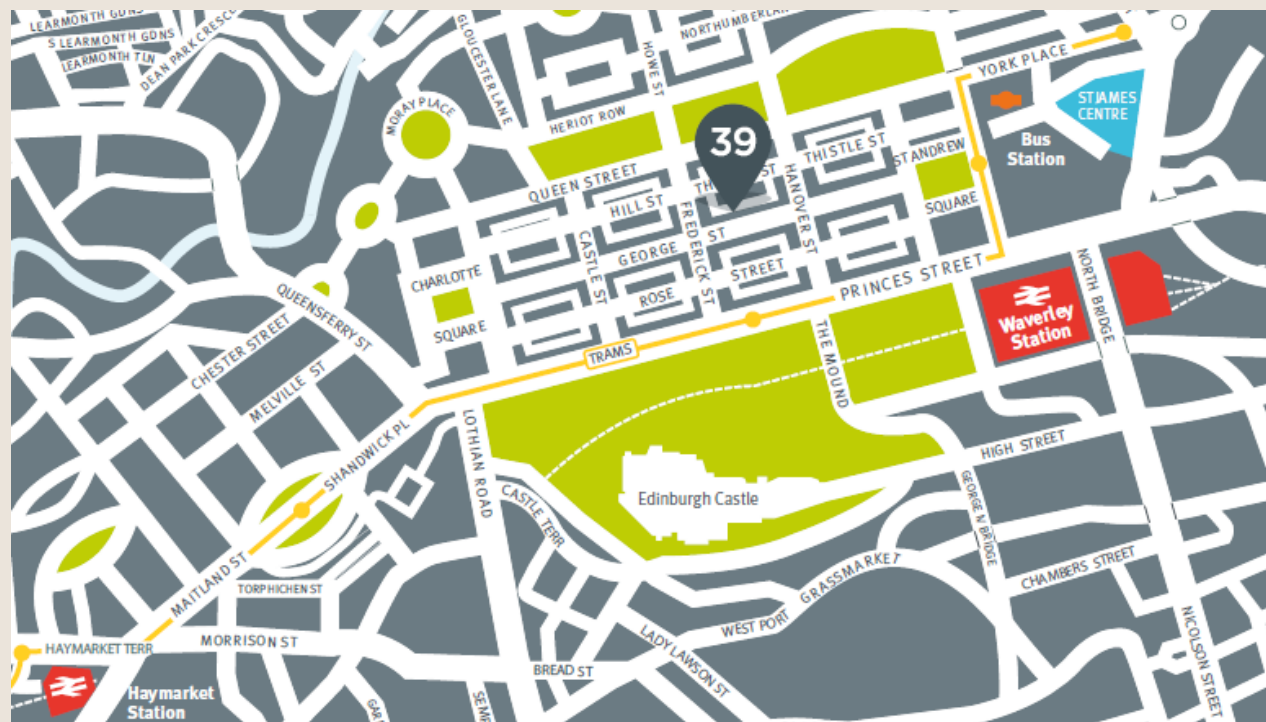 LEARMONTH GDNS
S LEARMONTH GDNS
LEARMONTH TLN
DEAN PARK CRESC
GLOUCESTER LANE
HOWE ST
NORTHUMBERLAN
YORK PLACE
ST JAMES
CENTRE
MORAY PLACE
HERIOT ROW
39
THISTLE ST
ST ANDREW
SQUARE
Bus
Station
QUEEN STREET
HILL ST
TH
ST
HANOVER ST
FREDERICK ST
GEORGE
ST
CASTLE ST
ROSE
STREET
CHARLOTTE
SQUARE
PRINCES STREET
TRAMS
NORTH BRIDGE
Waverley
Station
THE MOUND
QUEENSFERRY ST
CHESTER STREET
MELVILLE ST
SHANDWICK PL
LOTHIAN ROAD
CASTLE TERR
Edinburgh Castle
HIGH STREET
GEORGE IV BRIDGE
CHAMBERS STREET
GRASSMARKET
WEST PORT
LADY LAWSON ST
NICOLSON STREET
MAITLAND ST
TORPHICHEN ST
HAYMARKET TERR
MORRISON ST
BREAD ST
SEMP
GAR
Haymarket
Station